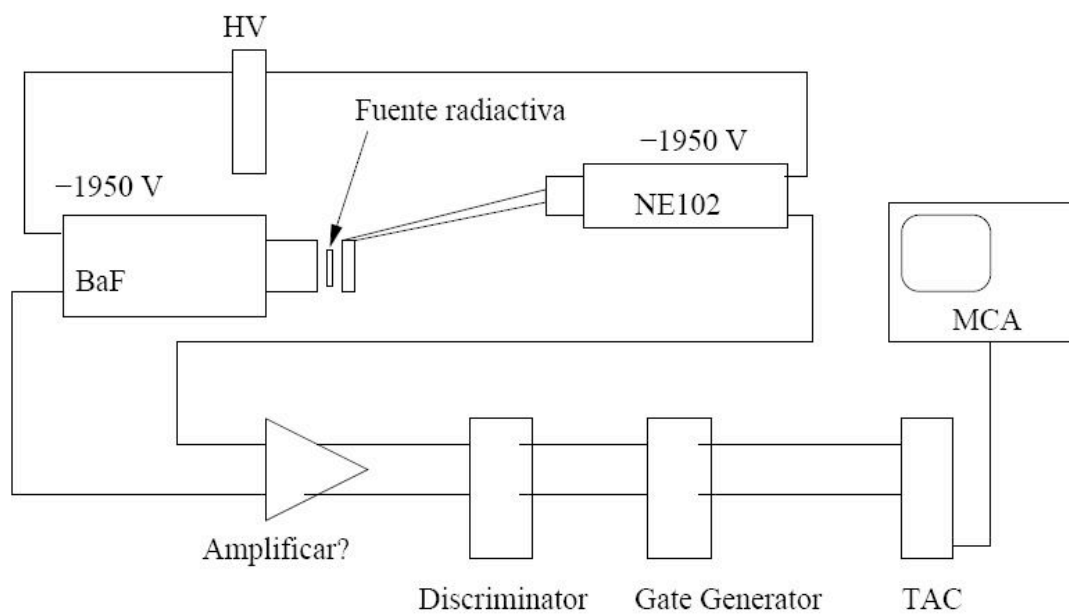 HV
Fuente radiactiva
−1950 V
−1950 V
NE102
BaF
MCA
Amplificar?
Discriminator
Gate Generator
TAC